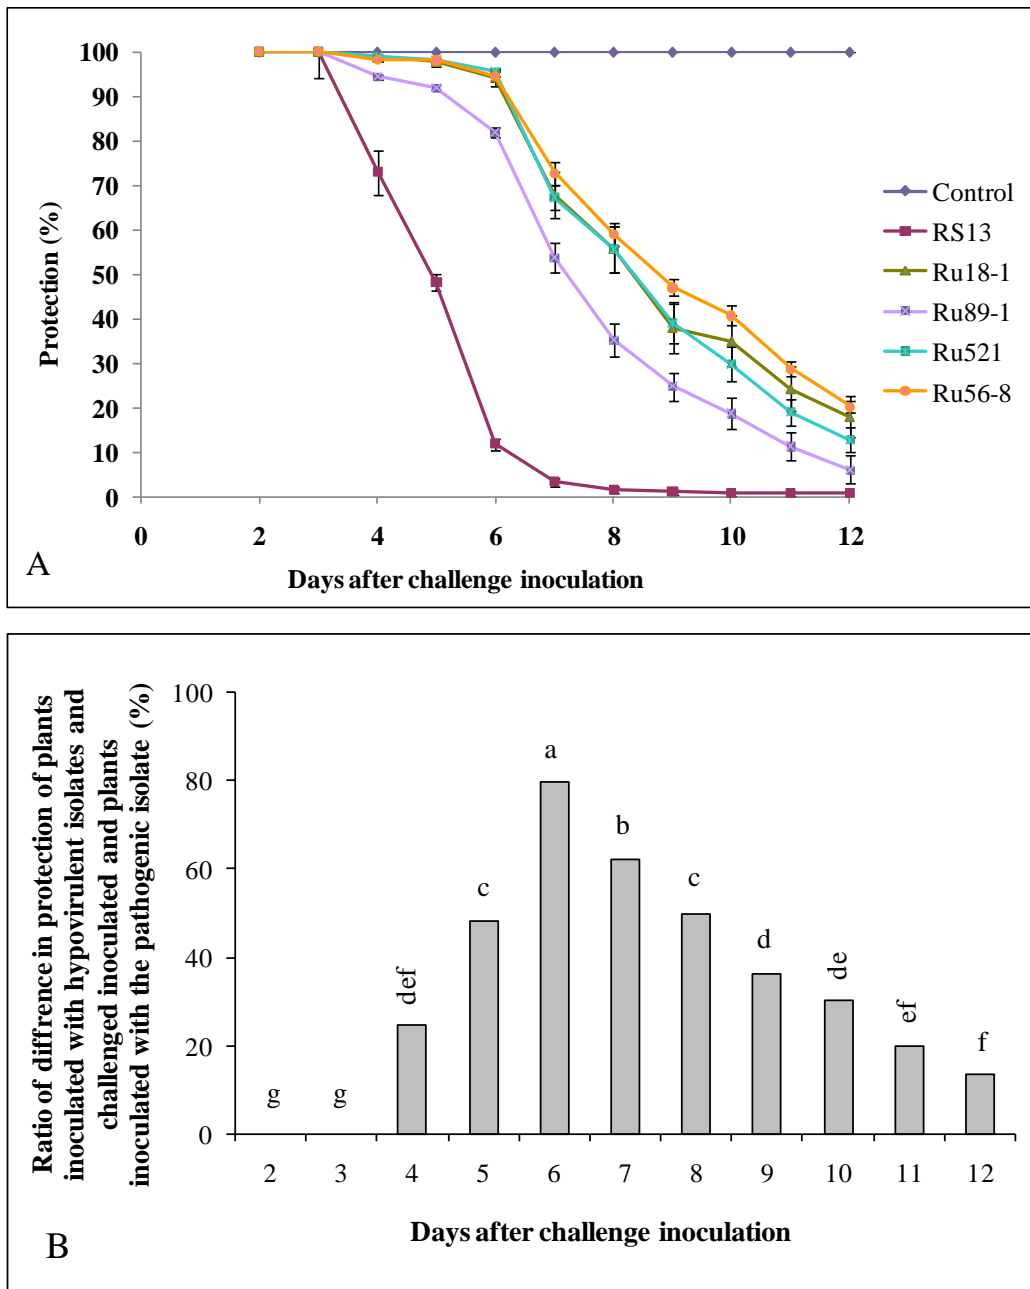 100
90
80
70
60
50
40
30
20
10
0
Protection (%)
0 2 4 6 8 10 12
Days after challenge inoculation
Control
RS13
Ru18-1
Ru89-1
Ru521
Ru56-8
A
Ratio of diffrence in protection of plants
inoculated with hypovirulent isolates and
challenged inoculated and plants
inoculated with the pathogenic isolate (%)
100
80
60
40
20
0
g g def c a b c d de ef f
2 3 4 5 6 7 8 9 10 11 12
Days after challenge inoculation
B